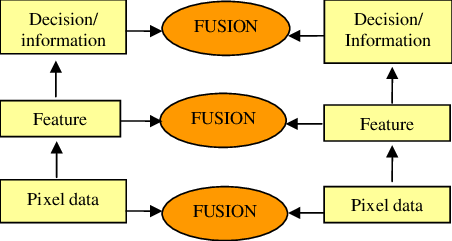 Decision/
information
FUSION
Decision/
Information
Feature
FUSION
Feature
Pixel data
FUSION
Pixel data